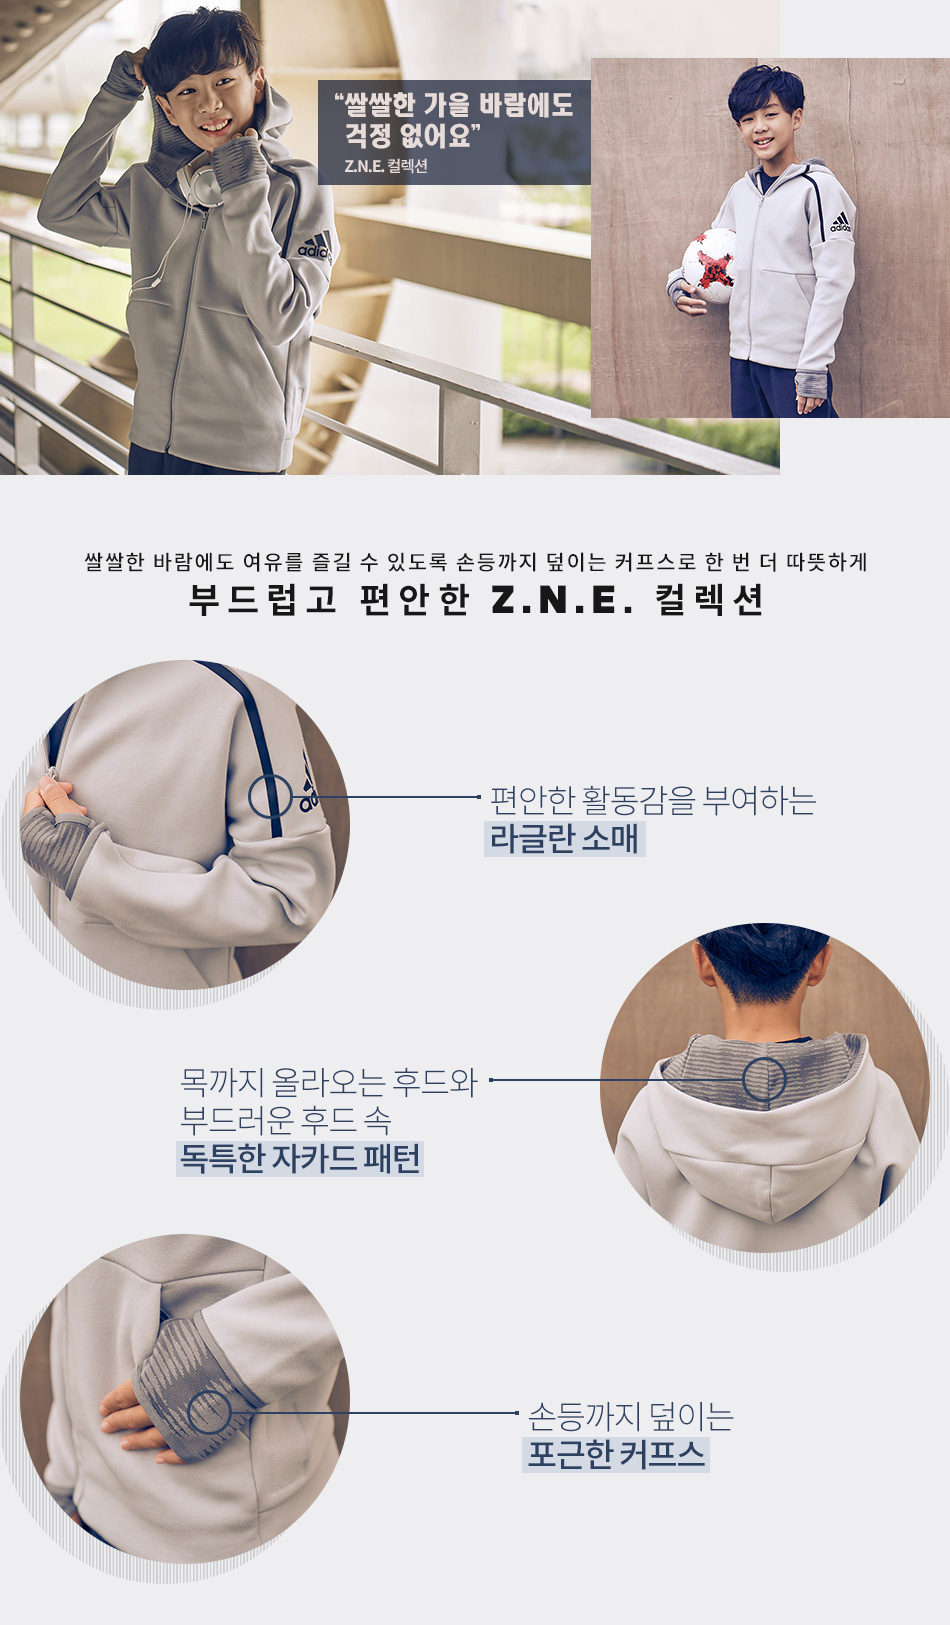 “쌀쌀한 가을 바람에도
걱정 없어요”
Z.N.E. 컬렉션
adidas
adidas
쌀쌀한 바람에도 여유를 즐길 수 있도록 손등까지 덮이는 커프스로 한 번 더 따뜻하게
부드럽고 편안한 Z.N.E. 컬렉션
편안한 활동감을 부여하는
라글란 소매
목까지 올라오는 후드와
부드러운 후드 속
독특한 자카드 패턴
손등까지 덮이는
포근한 커프스